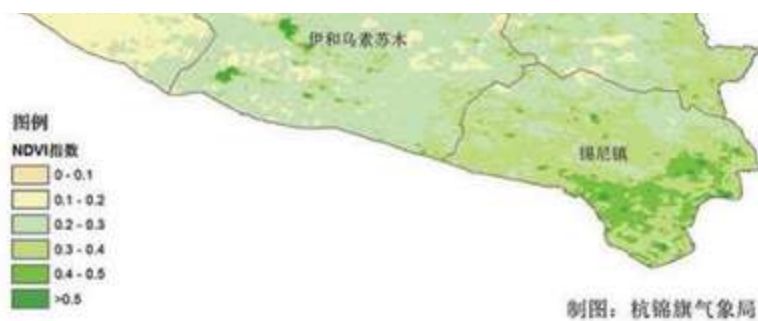 伊和乌素苏木
锡尼镇
图例
NDVI指数
0 - 0.1
0.1 - 0.2
0.2 - 0.3
0.3 - 0.4
0.4 - 0.5
>0.5
制图：杭锦旗气象局